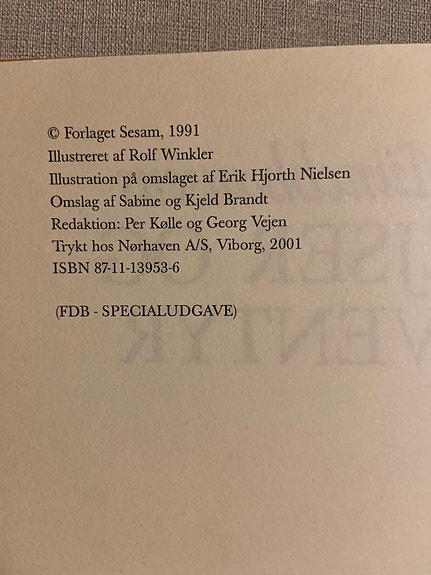 © Forlaget Sesam, 1991
Illustreret af Rolf Winkler
Illustration på omslaget af Erik Hjorth Nielsen
Omslag af Sabine og Kjeld Brandt
Redaktion: Per Kølle og Georg Vejen
Trykt hos Nørhaven A/S, Viborg, 2001
ISBN 87-11-13953-6
(FDB - SPECIALUDGAVE)